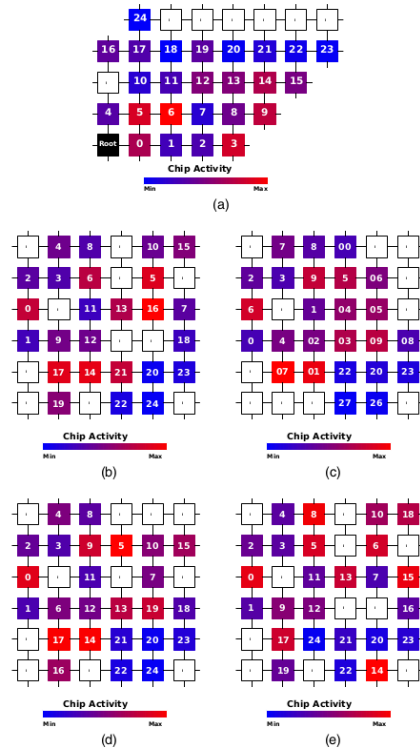 24
16 17 18 19 20 21 22 23
10 11 12 13 14 15
4 5 6 7 8 9
Root 0 1 2 3
Chip Activity
Min Max
(a)
4 8 10 15
2 3 6 5
0 11 13 16 7
1 9 12 18
17 14 21 20 23
19 22 24
Chip Activity
Min Max
(b)
7 8 00
2 3 9 5 06
6 1 04 05
0 4 02 03 09 08
07 01 22 20 23
27 26
Chip Activity
Min Max
(c)
4 8
2 3 9 5 10 15
0 11 7
1 6 12 13 19 18
17 14 21 20 23
16 22 24
Chip Activity
Min Max
(d)
4 8 10 18
2 3 5 6
0 11 13 7 15
1 9 12 16
17 24 21 20 23
19 22 14
Chip Activity
Min Max
(e)